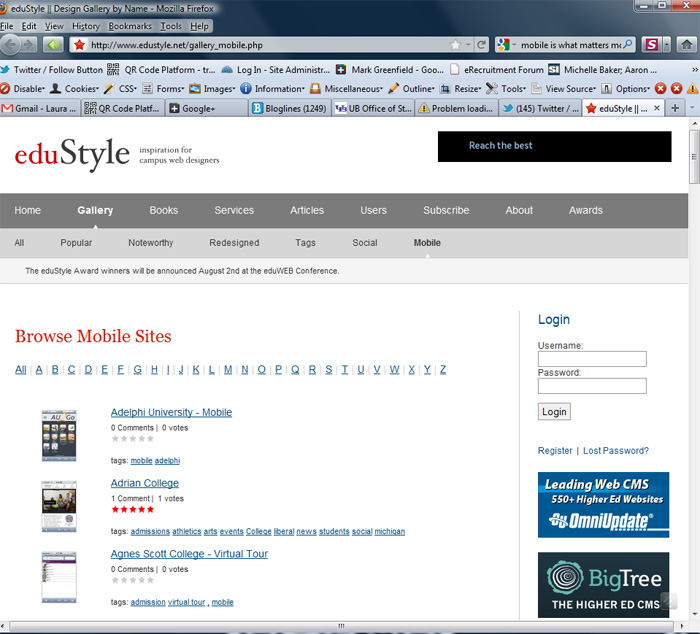 eduStyle || Design Gallery by Name - Mozilla Firefox
File Edit View History Bookmarks Tools Help
http://www.edustyle.net/gallery_mobile.php mobile is what matters m
Twitter / Follow Button QR Code Platform - tr... Log In ‹ Site Administr... Mark Greenfield - Goo... eRecruitment Forum SI Michelle Baker; Aaron ... »
Disable Cookies CSS Forms Images Information Miscellaneous Outline Resize Tools View Source Options
Gmail - Laura ... QR Code Platf... Google+ Bloglines (1249) UB Office of St... Problem loadi... (145) Twitter / ... eduStyle || ...
eduStyle inspiration for
campus web designers
Reach the best
Home Gallery Books Services Articles Users Subscribe About Awards
All Popular Noteworthy Redesigned Tags Social Mobile
The eduStyle Award winners will be announced August 2nd at the eduWEB Conference.
Browse Mobile Sites
All | A | B | C | D | E | F | G | H | I | J | K | L | M | N | O | P | Q | R | S | T | U | V | W | X | Y | Z
AU2Go
Adelphi University - Mobile
0 Comments | 0 votes
tags: mobile adelphi
Adrian College
1 Comment | 1 votes
tags: admissions athletics arts events College liberal news students social michigan
Agnes Scott College - Virtual Tour
0 Comments | 0 votes
tags: admission virtual tour , mobile
Login
Username:
Password:
Login
Register | Lost Password?
Leading Web CMS
550+ Higher Ed Websites
OmniUpdate®
BigTree
THE HIGHER ED CMS